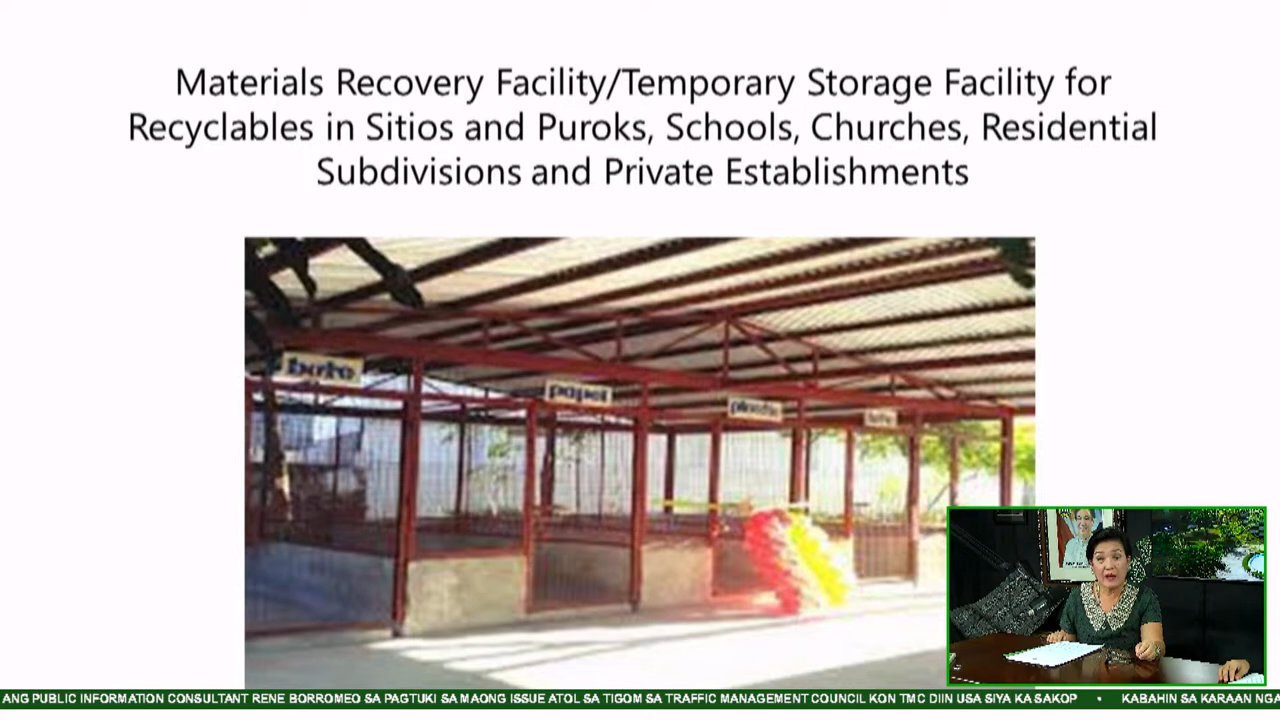 Materials Recovery Facility/Temporary Storage Facility for
Recyclables in Sitios and Puroks, Schools, Churches, Residential
Subdivisions and Private Establishments
papel
ANG PUBLIC INFORMATION CONSULTANT RENE BORROMEO SA PAGTUKI SA MAONG ISSUE ATOL SA TIGOM SA TRAFFIC MANAGEMENT COUNCIL KON TMC DIIN USA SIYA KA SAKOP • KABAHIN SA KARAAN NGA